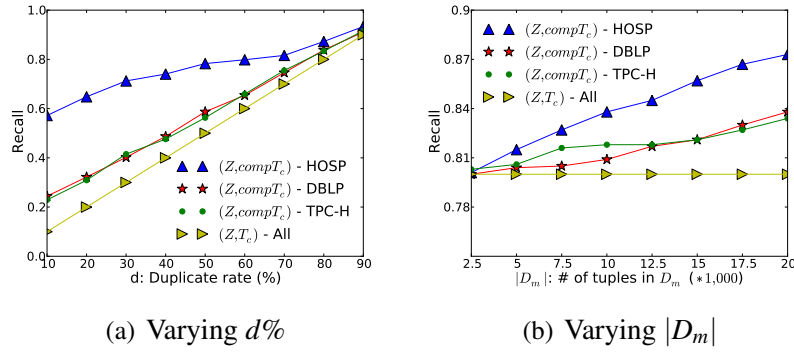 Recall
1.0
0.8
0.6
0.4
0.2
0.0
10 20 30 40 50 60 70 80 90
d: Duplicate rate (%)
(Z,compT_c) - HOSP
(Z,compT_c) - DBLP
(Z,compT_c) - TPC-H
(Z,T_c) - All
(a) Varying d%
Recall
0.9
0.87
0.84
0.81
0.78
2.5 5 7.5 10 12.5 15 17.5 20
|D_m|: # of tuples in D_m (*1,000)
(Z,compT_c) - HOSP
(Z,compT_c) - DBLP
(Z,compT_c) - TPC-H
(Z,T_c) - All
(b) Varying |D_m|